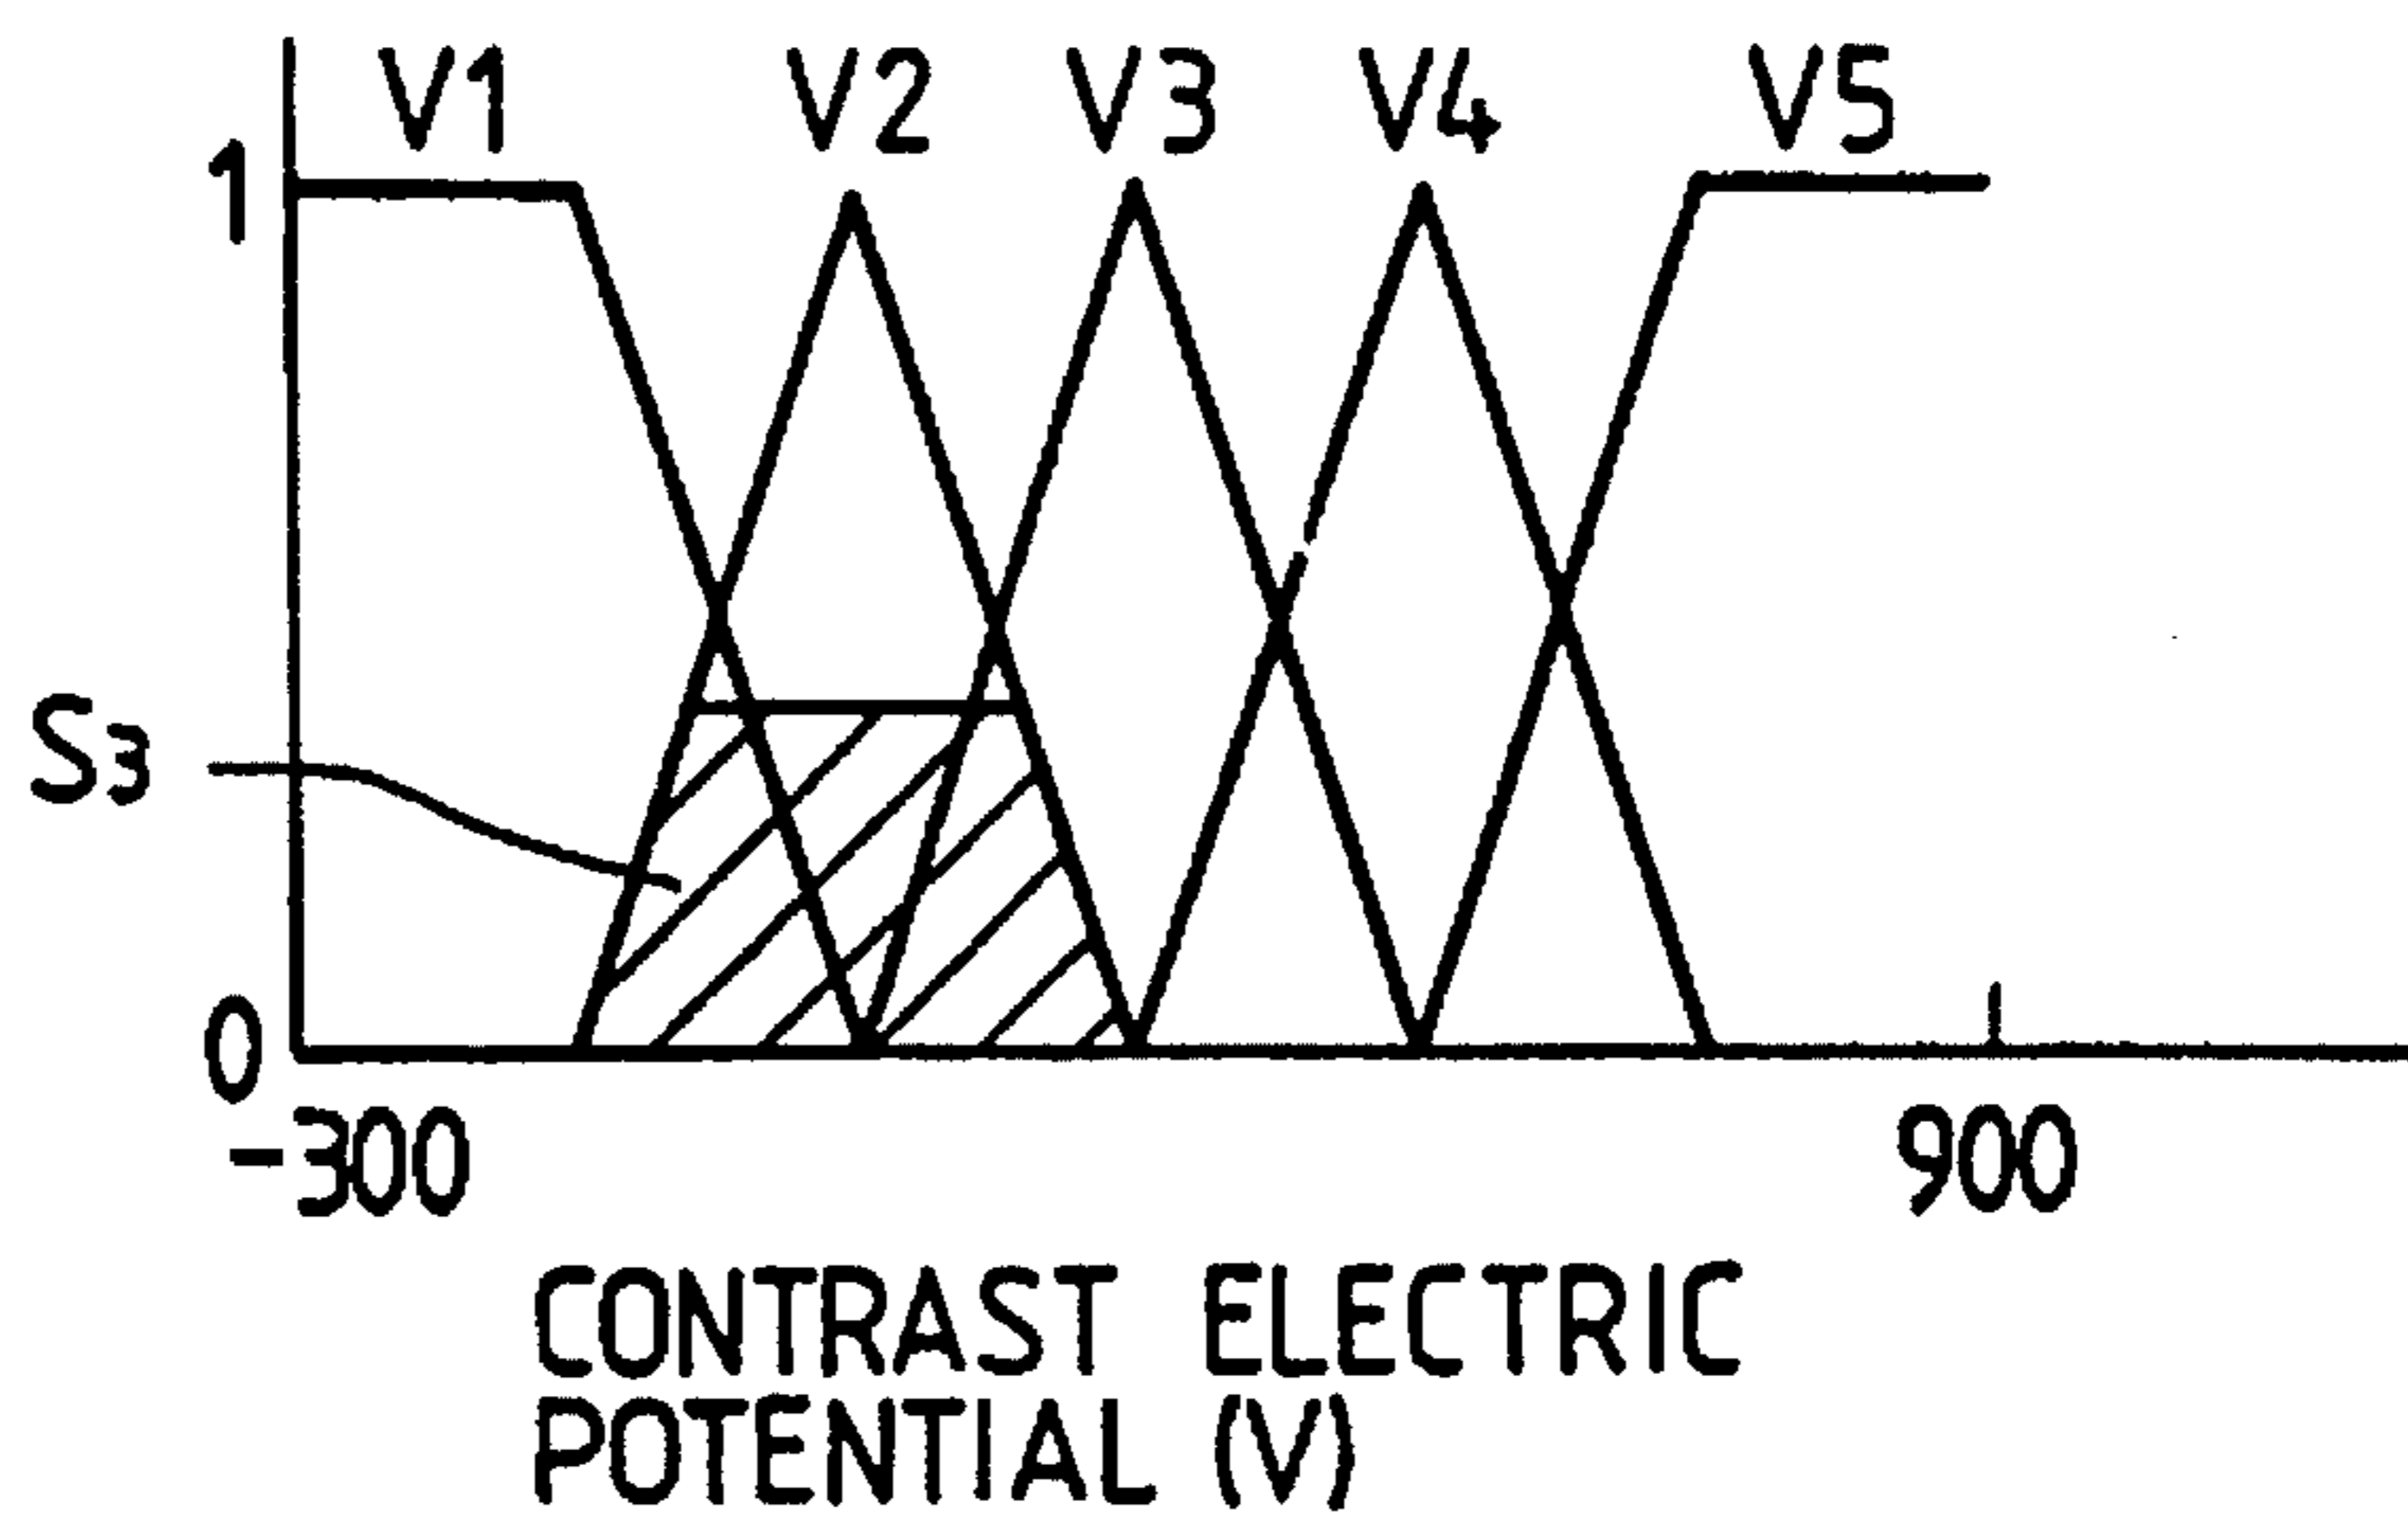 V1 V2 V3 V4 V5
1
S3
0
-300 900
CONTRAST ELECTRIC
POTENTIAL (V)